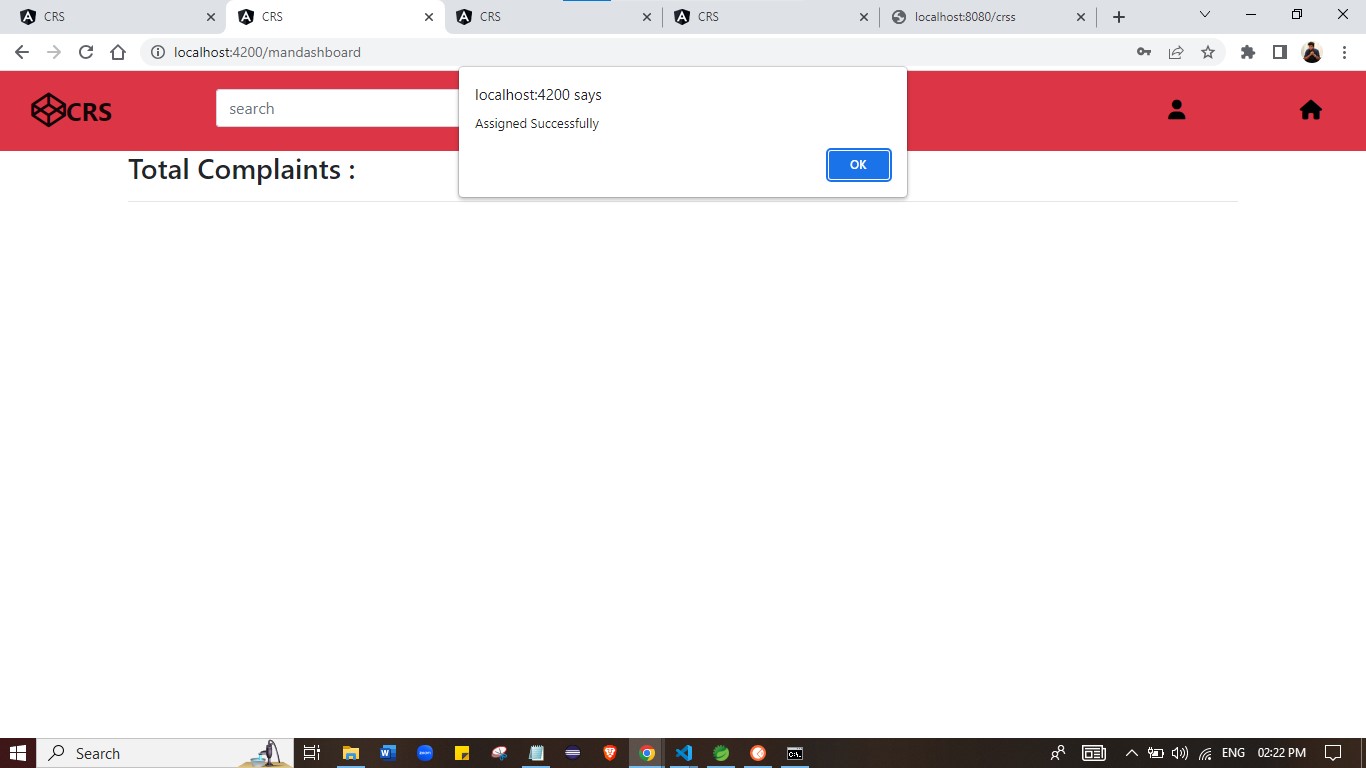 CRS
CRS
CRS
CRS
localhost:8080/crss
localhost:4200/mandashboard
CRS
search
localhost:4200 says
Assigned Successfully
OK
Total Complaints :
Search
ENG
02:22 PM